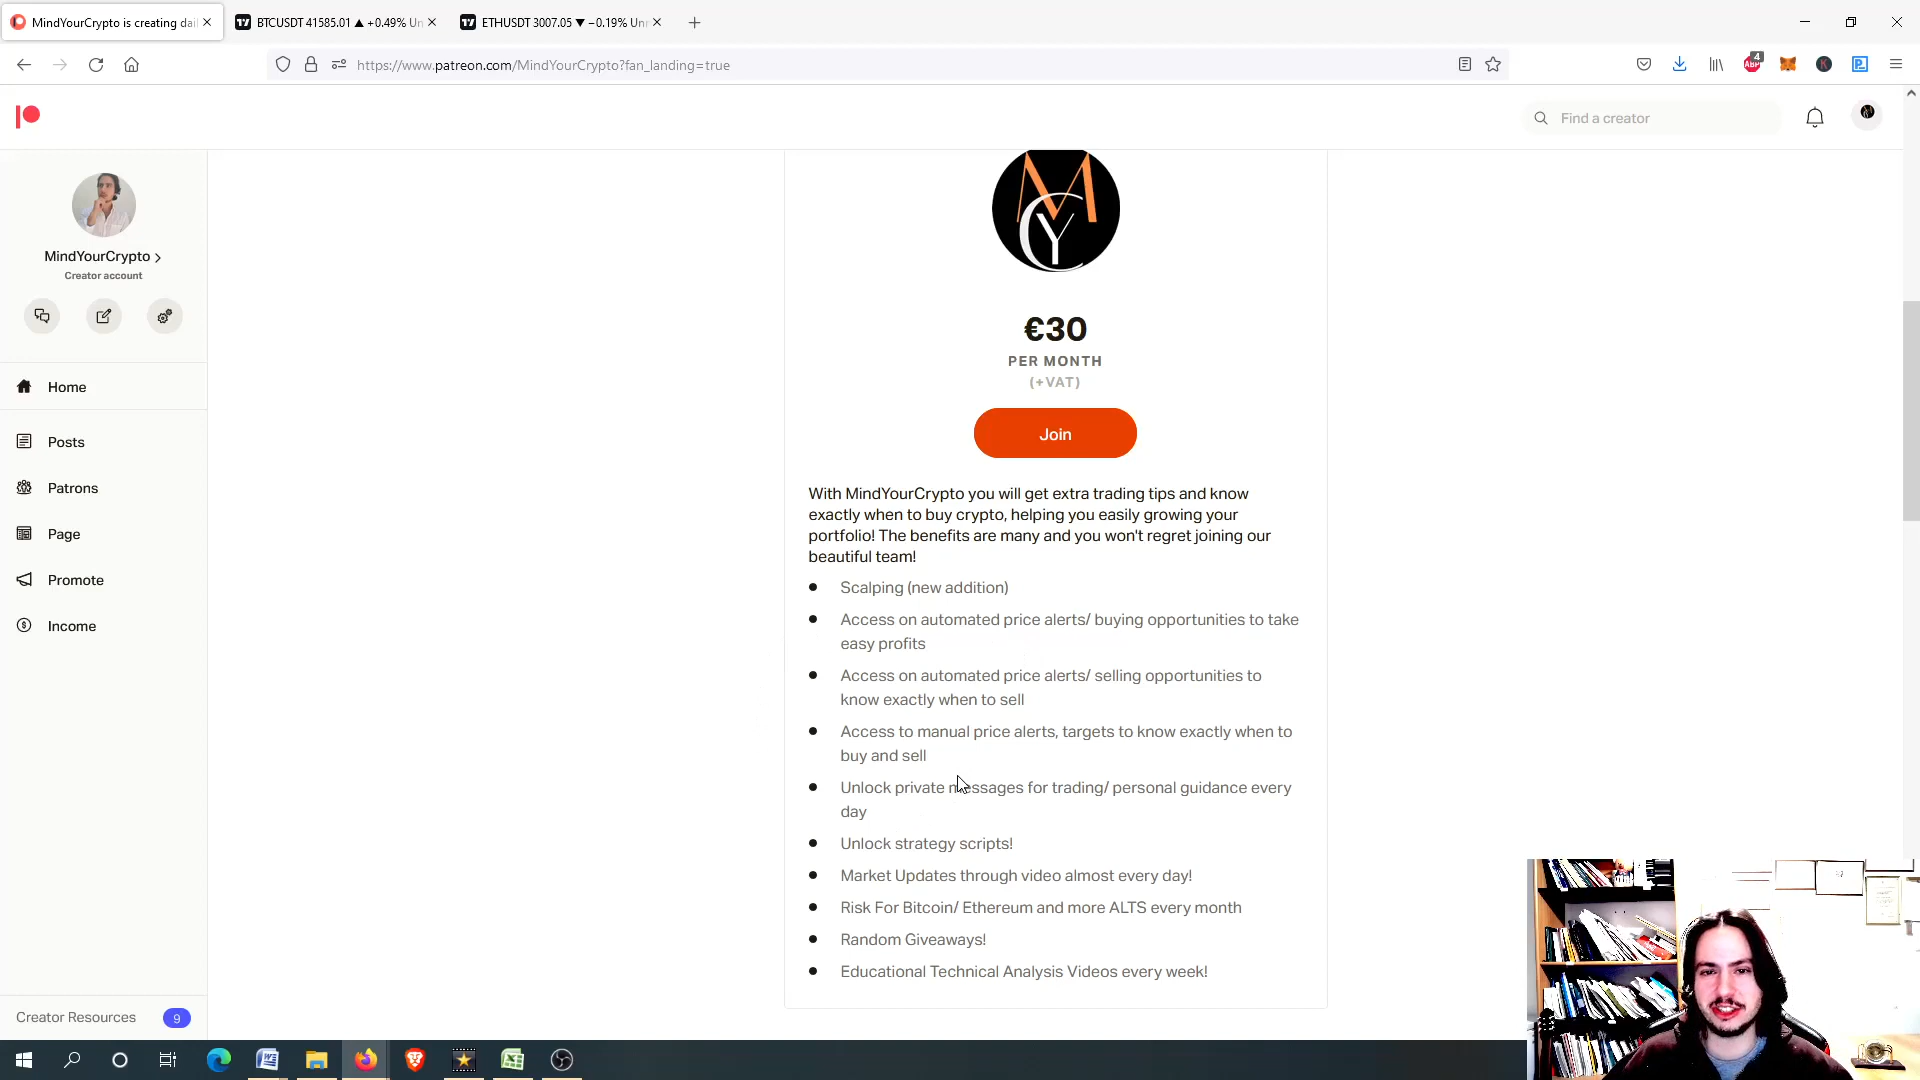 MindYourCrypto is creating dai
BTCUSDT 41585.01 ▲ +0.49% Un
ETHUSDT 3007.05 ▼ −0.19% Unn
https://www.patreon.com/MindYourCrypto?fan_landing=true
ABP
4
K
P
Find a creator
MindYourCrypto
Creator account
Home
Posts
Patrons
Page
Promote
Income
Creator Resources
9
MCY
€30
PER MONTH
(+VAT)
Join
With MindYourCrypto you will get extra trading tips and know
exactly when to buy crypto, helping you easily growing your
portfolio! The benefits are many and you won't regret joining our
beautiful team!
Scalping (new addition)
Access on automated price alerts/ buying opportunities to take
easy profits
Access on automated price alerts/ selling opportunities to
know exactly when to sell
Access to manual price alerts, targets to know exactly when to
buy and sell
Unlock private messages for trading/ personal guidance every
day
Unlock strategy scripts!
Market Updates through video almost every day!
Risk For Bitcoin/ Ethereum and more ALTS every month
Random Giveaways!
Educational Technical Analysis Videos every week!